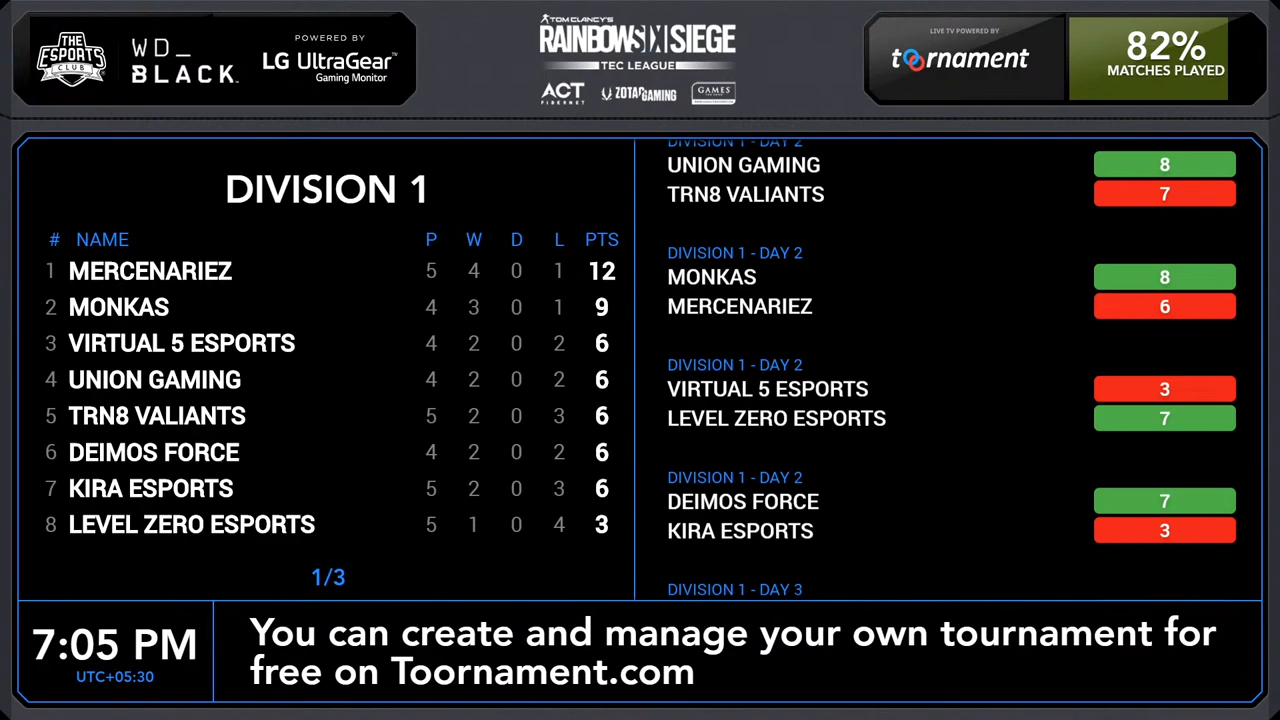 THE ESPORTS CLUB
WD_BLACK.
POWERED BY
LG UltraGear™
Gaming Monitor
TOM CLANCY'S
RAINBOW SIX SIEGE
TEC LEAGUE
ACT FIBERNET
ZOTAC GAMING
GAMES
LIVE TV POWERED BY
toornament
82%
MATCHES PLAYED
DIVISION 1
# NAME P W D L PTS
1 MERCENARIEZ 5 4 0 1 12
2 MONKAS 4 3 0 1 9
3 VIRTUAL 5 ESPORTS 4 2 0 2 6
4 UNION GAMING 4 2 0 2 6
5 TRN8 VALIANTS 5 2 0 3 6
6 DEIMOS FORCE 4 2 0 2 6
7 KIRA ESPORTS 5 2 0 3 6
8 LEVEL ZERO ESPORTS 5 1 0 4 3
1/3
DIVISION 1 - DAY 2
UNION GAMING 8
TRN8 VALIANTS 7
DIVISION 1 - DAY 2
MONKAS 8
MERCENARIEZ 6
DIVISION 1 - DAY 2
VIRTUAL 5 ESPORTS 3
LEVEL ZERO ESPORTS 7
DIVISION 1 - DAY 2
DEIMOS FORCE 7
KIRA ESPORTS 3
DIVISION 1 - DAY 3
7:05 PM
UTC+05:30
You can create and manage your own tournament for
free on Toornament.com